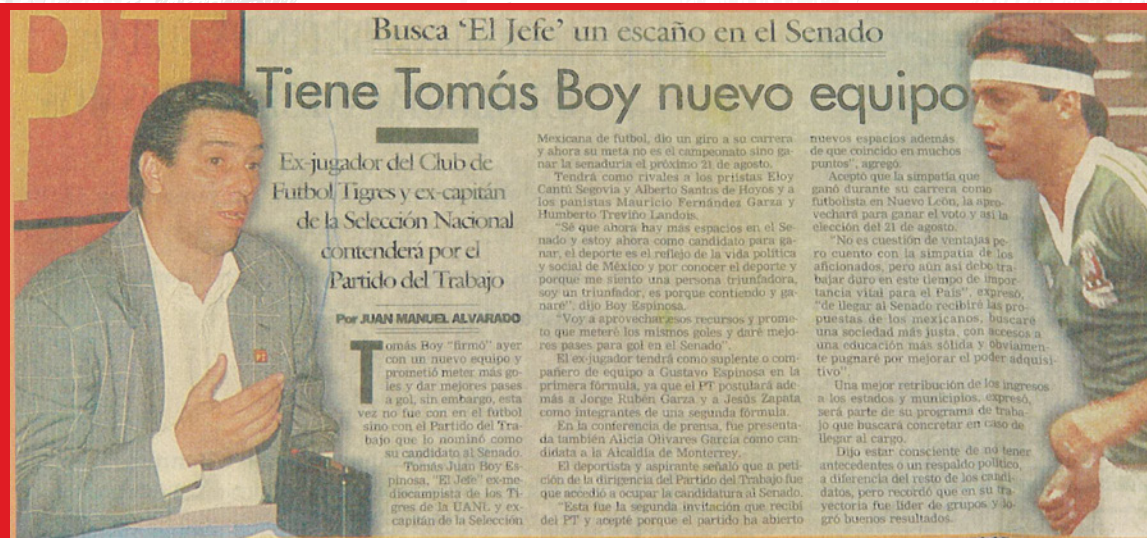 PT
Busca 'El Jefe' un escaño en el Senado
Tiene Tomás Boy nuevo equipo
Ex-jugador del Club de
Futbol Tigres y ex-capitán
de la Selección Nacional
contenderá por el
Partido del Trabajo
Por JUAN MANUEL ALVARADO
Tomás Boy "firmó" ayer
con un nuevo equipo y
prometió meter más go-
les y dar mejores pases
a gol, sin embargo, esta
vez no fue con en el futbol
sino con el Partido del Tra-
bajo que lo nominó como
su candidato al Senado.
Tomás Juan Boy Es-
pinosa, "El Jefe" ex-me-
diocampista de los Ti-
gres de la UANL y ex-
capitán de la Selección
Mexicana de futbol, dio un giro a su carrera
y ahora su meta no es el campeonato sino ga-
nar la senaduría el próximo 21 de agosto.
Tendrá como rivales a los priistas Eloy
Cantú Segovia y Alberto Santos de Hoyos y a
los panistas Mauricio Fernández Garza y
Humberto Treviño Landois.
"Sé que ahora hay más espacios en el Se-
nado y estoy ahora como candidato para ga-
nar, el deporte es el reflejo de la vida política
y social de México y por conocer el deporte y
porque me siento una persona triunfadora,
soy un triunfador, es porque contiendo y ga-
naré", dijo Boy Espinosa.
"Voy a aprovechar esos recursos y prome-
to que meteré los mismos goles y daré mejo-
res pases para gol en el Senado".
El ex-jugador tendrá como suplente o com-
pañero de equipo a Gustavo Espinosa en la
primera fórmula, ya que el PT postulará ade-
más a Jorge Rubén Garza y a Jesús Zapata
como integrantes de una segunda fórmula.
En la conferencia de prensa, fue presenta-
da también Alicia Olivares García como can-
didata a la Alcaldía de Monterrey.
El deportista y aspirante señaló que a peti-
ción de la dirigencia del Partido del Trabajo fue
que accedió a ocupar la candidatura al Senado.
"Esta fue la segunda invitación que recibí
del PT y acepté porque el partido ha abierto
nuevos espacios además
de que coincido en muchos
puntos", agregó.
Aceptó que la simpatía que
ganó durante su carrera como
futbolista en Nuevo León, la apro-
vechará para ganar el voto y así la
elección del 21 de agosto.
"No es cuestión de ventajas pe-
ro cuento con la simpatía de los
aficionados, pero aún así debo tra-
bajar duro en este tiempo de impor-
tancia vital para el País", expresó,
"de llegar al Senado recibiré las pro-
puestas de los mexicanos, buscaré
una sociedad más justa, con accesos a
una educación más sólida y obviamen-
te pugnaré por mejorar el poder adquisi-
tivo"
Una mejor retribución de los ingresos
a los estados y municipios, expresó,
será parte de su programa de traba-
jo que buscará concretar en caso de
llegar al cargo.
Dijo estar consciente de no tener
antecedentes o un respaldo político,
a diferencia del resto de los candi-
datos, pero recordó que en su tra-
yectoria fue líder de grupos y lo-
gró buenos resultados.